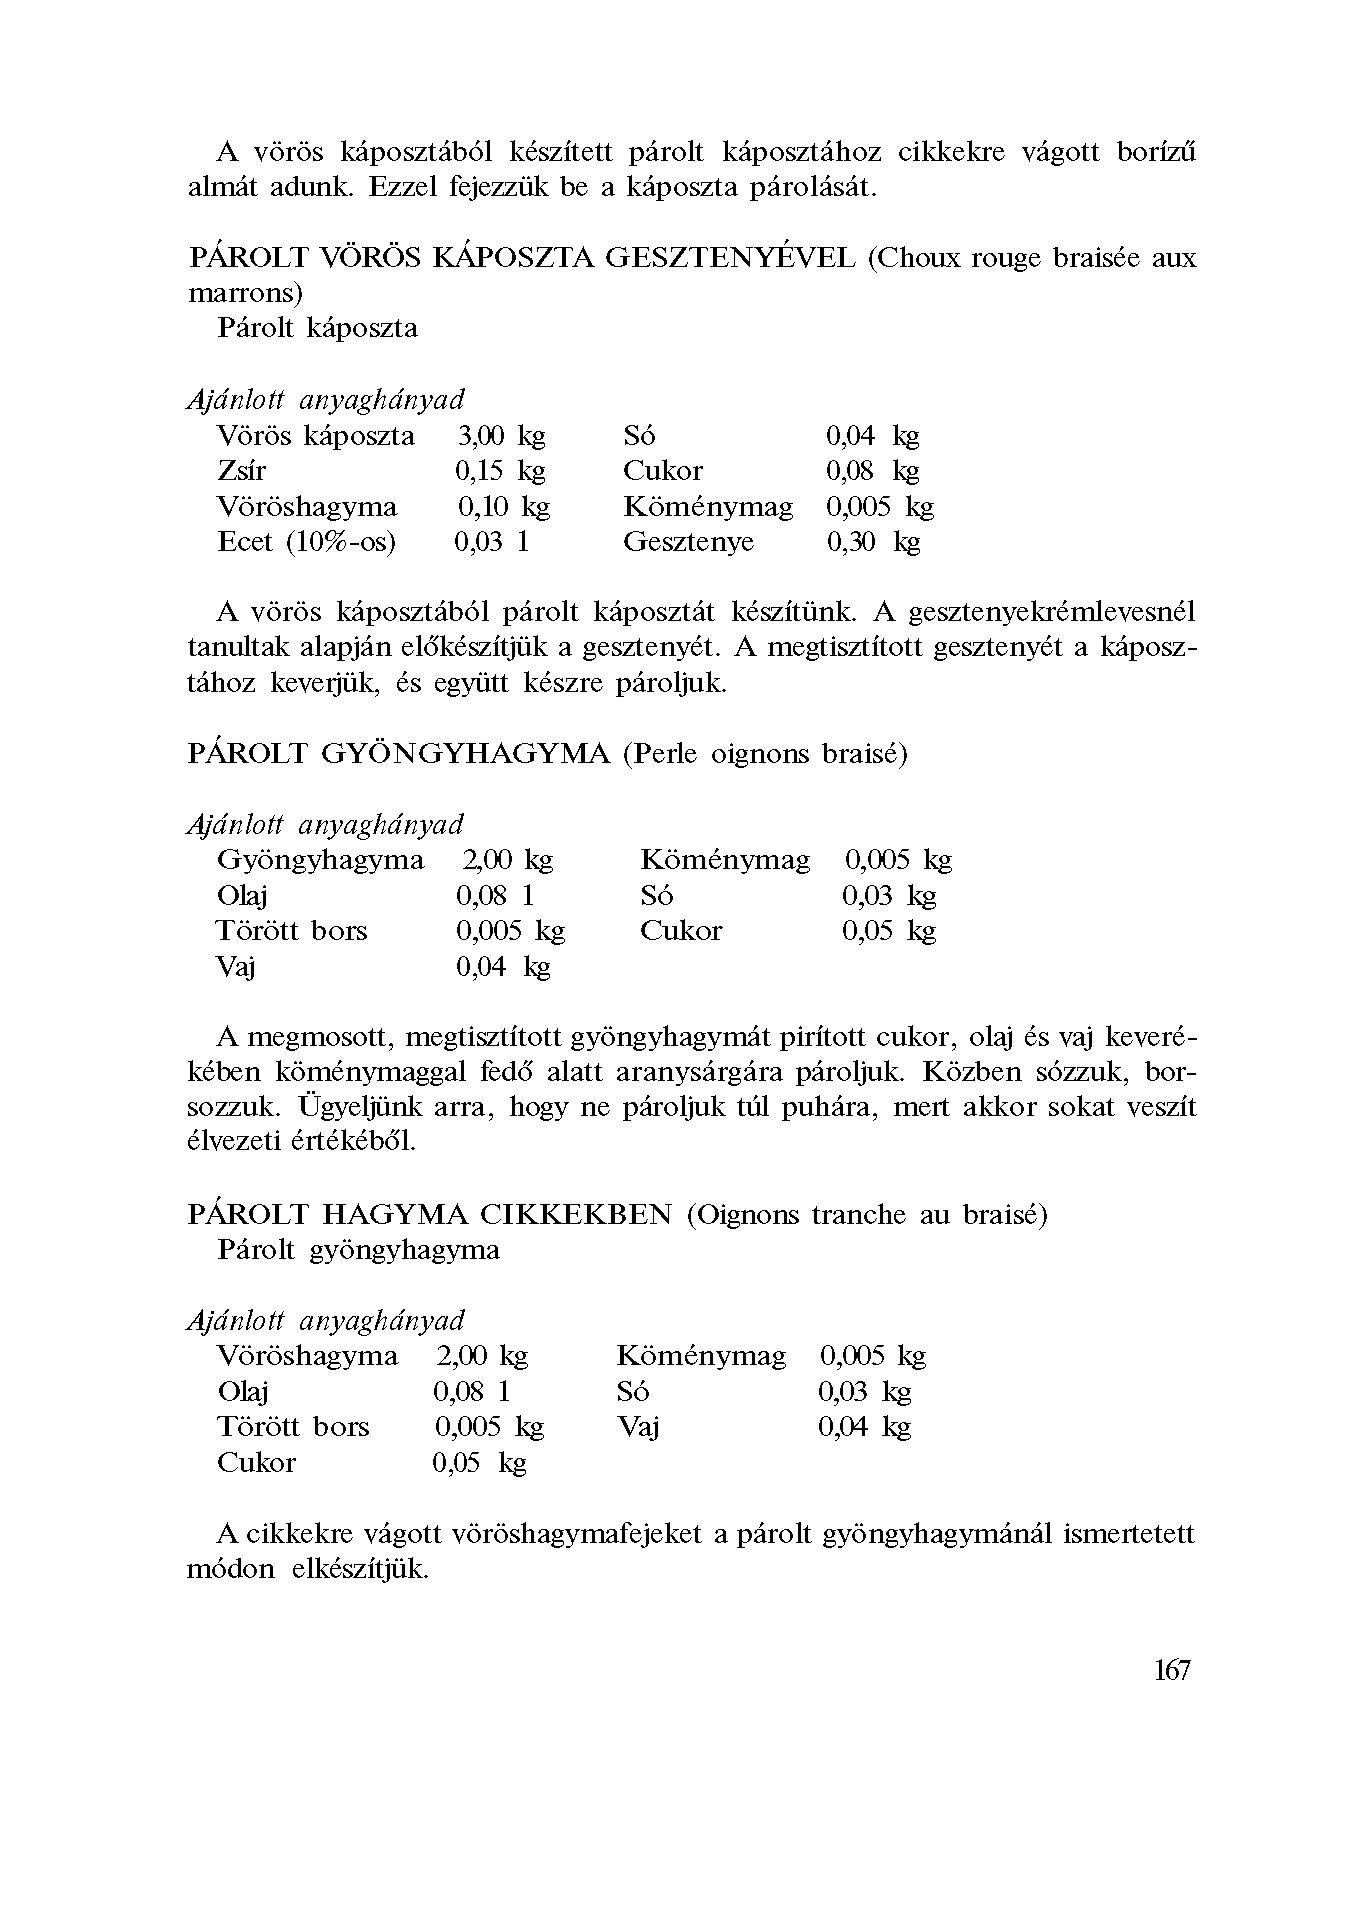 A vörös káposztából készített párolt káposztához cikkekre vágott borízű
almát adunk. Ezzel fejezzük be a káposzta párolását.
PÁROLT VÖRÖS KÁPOSZTA GESZTENYÉVEL (Choux rouge braisée aux
marrons)
Párolt káposzta
Ajánlott anyaghányad
Vörös káposzta 3,00 kg Só 0,04 kg
Zsír 0,15 kg Cukor 0,08 kg
Vöröshagyma 0,10 kg Köménymag 0,005 kg
Ecet (10%-os) 0,03 l Gesztenye 0,30 kg
A vörös káposztából párolt káposztát készítünk. A gesztenyekrémlevesnél
tanultak alapján előkészítjük a gesztenyét. A megtisztított gesztenyét a káposz-
tához keverjük, és együtt készre pároljuk.
PÁROLT GYÖNGYHAGYMA (Perle oignons braisé)
Ajánlott anyaghányad
Gyöngyhagyma 2,00 kg Köménymag 0,005 kg
Olaj 0,08 l Só 0,03 kg
Törött bors 0,005 kg Cukor 0,05 kg
Vaj 0,04 kg
A megmosott, megtisztított gyöngyhagymát pirított cukor, olaj és vaj keveré-
kében köménymaggal fedő alatt aranysárgára pároljuk. Közben sózzuk, bor-
sozzuk. Ügyeljünk arra, hogy ne pároljuk túl puhára, mert akkor sokat veszít
élvezeti értékéből.
PÁROLT HAGYMA CIKKEKBEN (Oignons tranche au braisé)
Párolt gyöngyhagyma
Ajánlott anyaghányad
Vöröshagyma 2,00 kg Köménymag 0,005 kg
Olaj 0,08 l Só 0,03 kg
Törött bors 0,005 kg Vaj 0,04 kg
Cukor 0,05 kg
A cikkekre vágott vöröshagymafejeket a párolt gyöngyhagymánál ismertetett
módon elkészítjük.
167